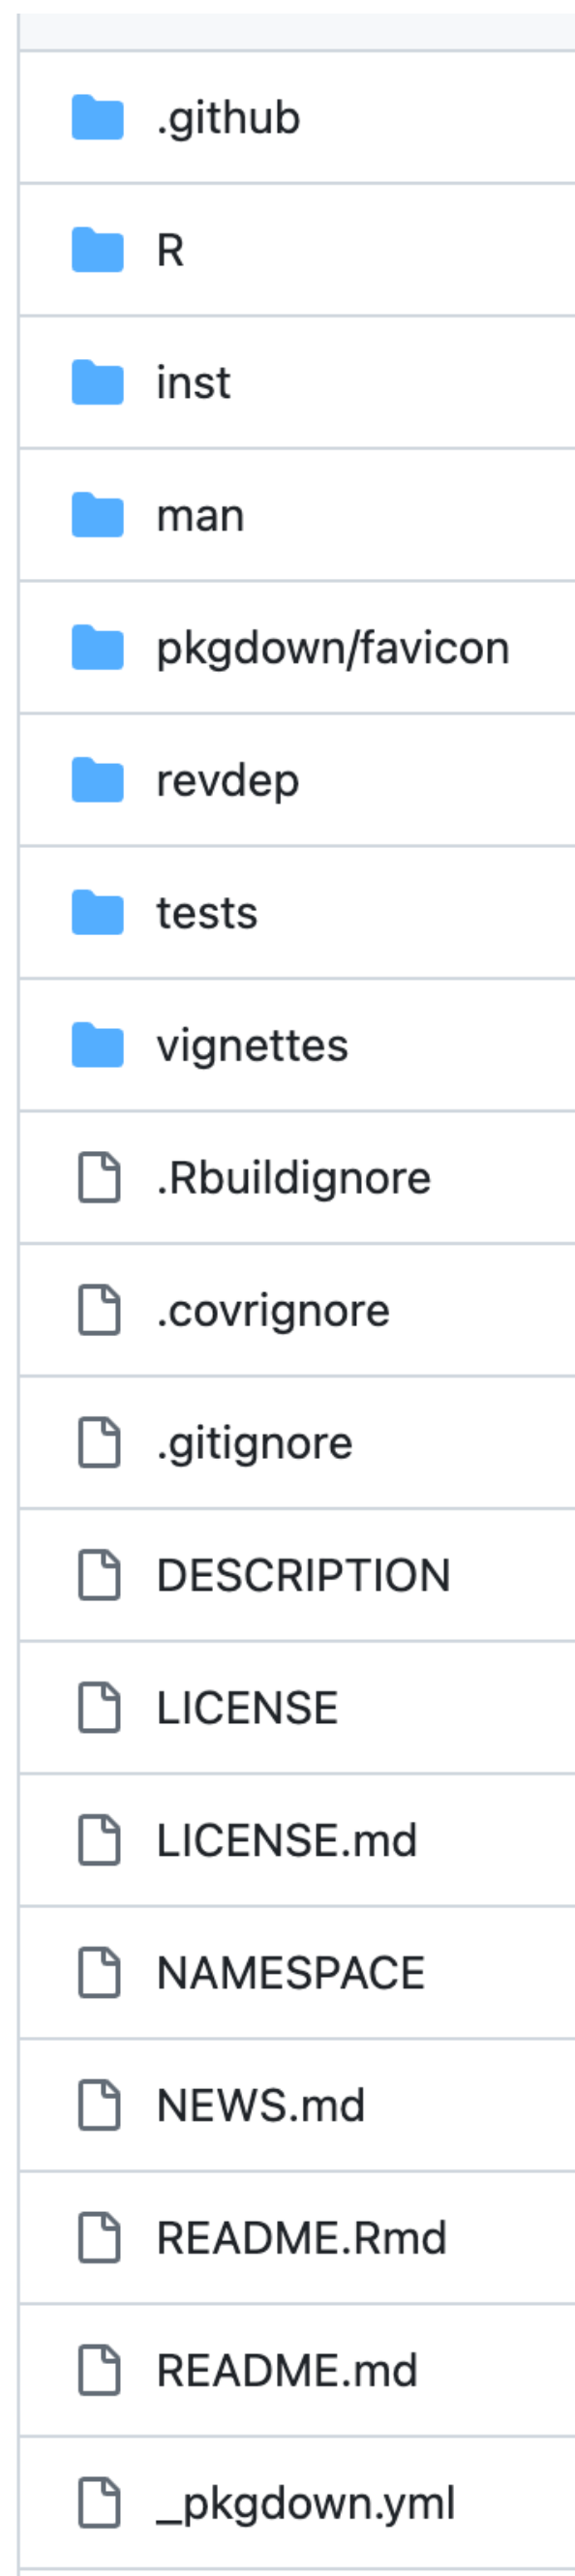 .github
R
inst
man
pkgdown/favicon
revdep
tests
vignettes
.Rbuildignore
.covrignore
.gitignore
DESCRIPTION
LICENSE
LICENSE.md
NAMESPACE
NEWS.md
README.Rmd
README.md
_pkgdown.yml